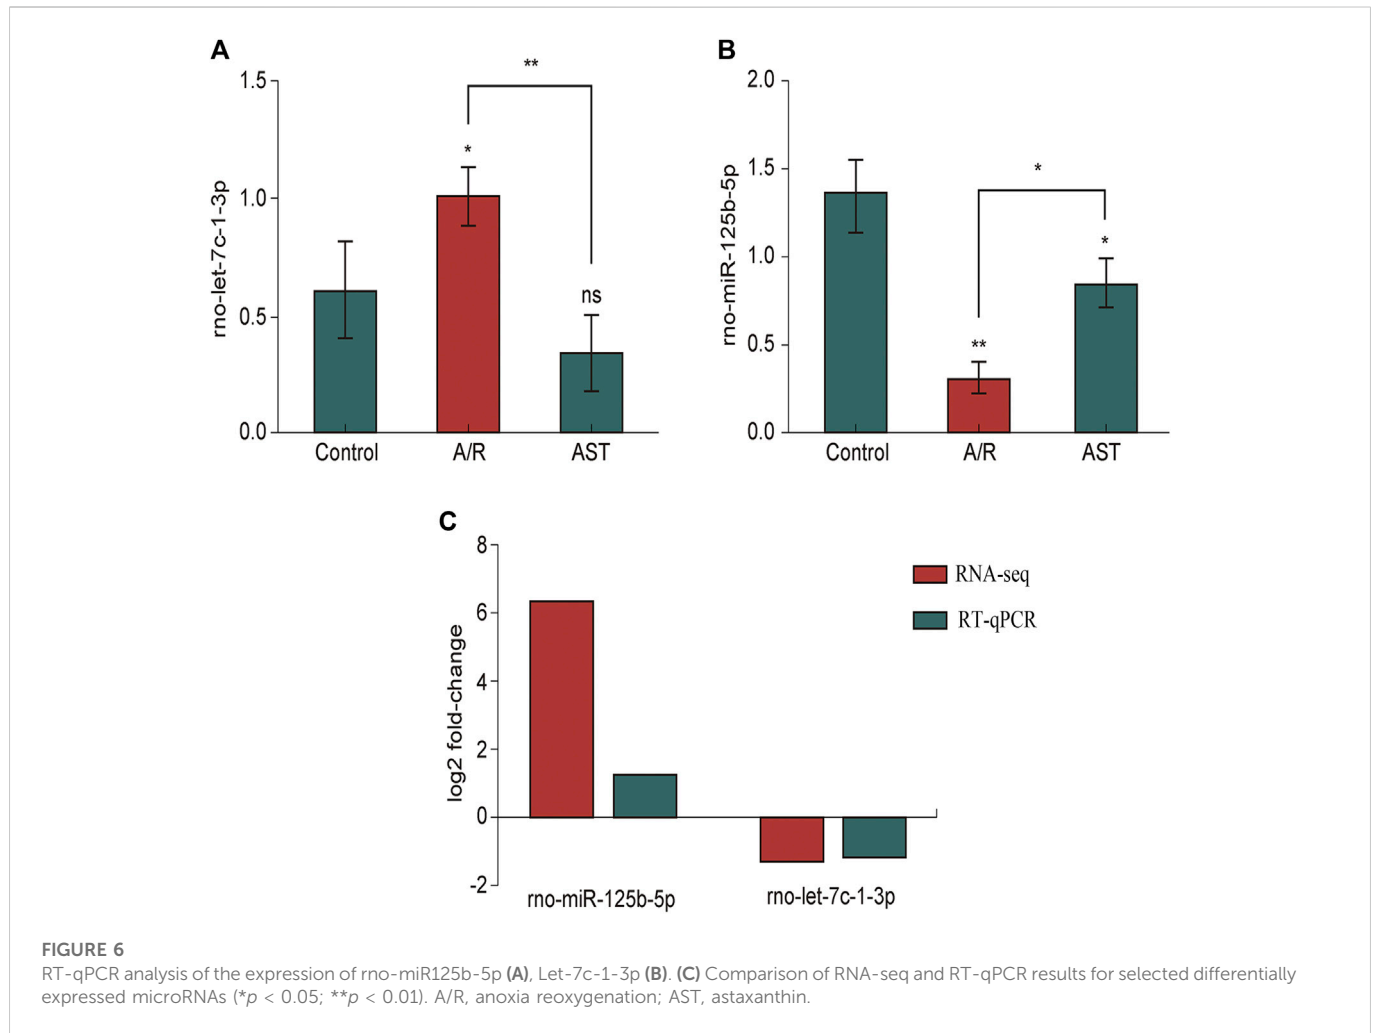 A
rno-let-7c-1-3p
1.5
1.0
0.5
0.0
**
*
ns
Control A/R AST
B
rno-miR-125b-5p
2.0
1.5
1.0
0.5
0.0
*
*
**
Control A/R AST
C
log2 fold-change
8
6
4
2
0
-2
RNA-seq
RT-qPCR
rno-miR-125b-5p rno-let-7c-1-3p
FIGURE 6
RT-qPCR analysis of the expression of rno-miR125b-5p (A), Let-7c-1-3p (B). (C) Comparison of RNA-seq and RT-qPCR results for selected differentially
expressed microRNAs (*p < 0.05; **p < 0.01). A/R, anoxia reoxygenation; AST, astaxanthin.